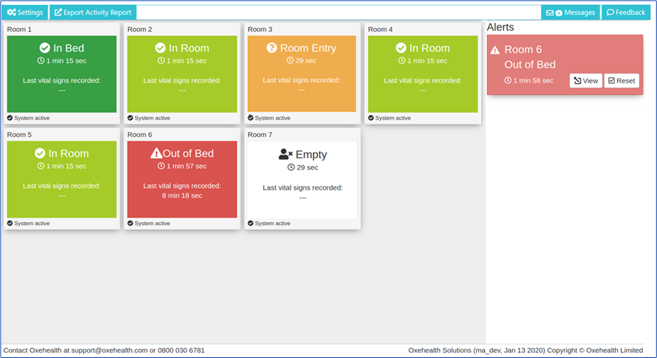 Settings Export Activity Report 0 Messages Feedback
Room 1
In Bed
1 min 15 sec
Last vital signs recorded:
---
System active
Room 2
In Room
1 min 15 sec
Last vital signs recorded:
---
System active
Room 3
Room Entry
29 sec
Last vital signs recorded:
---
System active
Room 4
In Room
1 min 15 sec
Last vital signs recorded:
---
System active
Room 5
In Room
1 min 15 sec
Last vital signs recorded:
---
System active
Room 6
Out of Bed
1 min 57 sec
Last vital signs recorded:
8 min 18 sec
System active
Room 7
Empty
29 sec
Last vital signs recorded:
---
System active
Alerts
Room 6
Out of Bed
1 min 58 sec View Reset
Contact Oxehealth at support@oxehealth.com or 0800 030 6781
Oxehealth Solutions (ma_dev, Jan 13 2020) Copyright © Oxehealth Limited